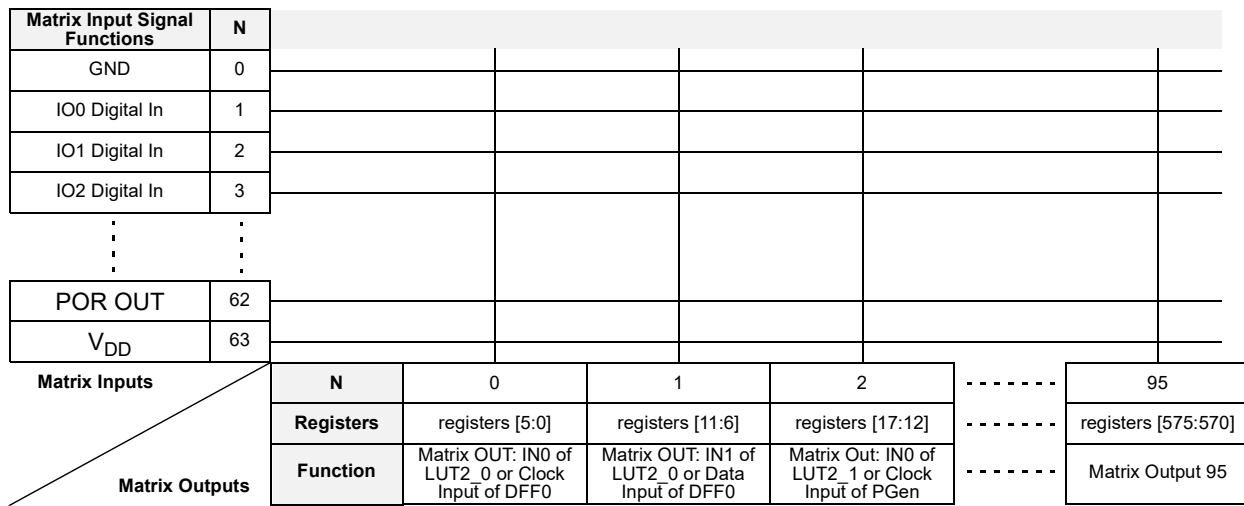 Matrix Input Signal Functions N
GND 0
IO0 Digital In 1
IO1 Digital In 2
IO2 Digital In 3
POR OUT 62
VDD 63
Matrix Inputs
Matrix Outputs
N 0 1 2 95
Registers registers [5:0] registers [11:6] registers [17:12] registers [575:570]
Function Matrix OUT: IN0 of LUT2_0 or Clock Input of DFF0 Matrix OUT: IN1 of LUT2_0 or Data Input of DFF0 Matrix Out: IN0 of LUT2_1 or Clock Input of PGen Matrix Output 95